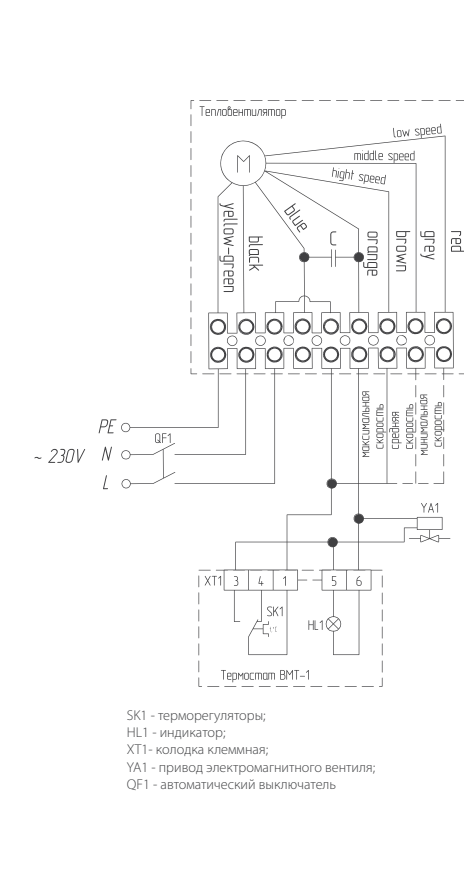 Тепловентилятор
low speed
middle speed
hight speed
M
yellow-green
black
blue
C
orange
brown
grey
red
максимальная скорость
средняя скорость
минимальная скорость
PE
QF1
~ 230V N
L
YA1
XT1 3 4 1 5 6
SK1
t,°C
HL1
Термостат ВМТ-1
SK1 - терморегуляторы;
HL1 - индикатор;
XT1- колодка клеммная;
YA1 - привод электромагнитного вентиля;
QF1 - автоматический выключатель